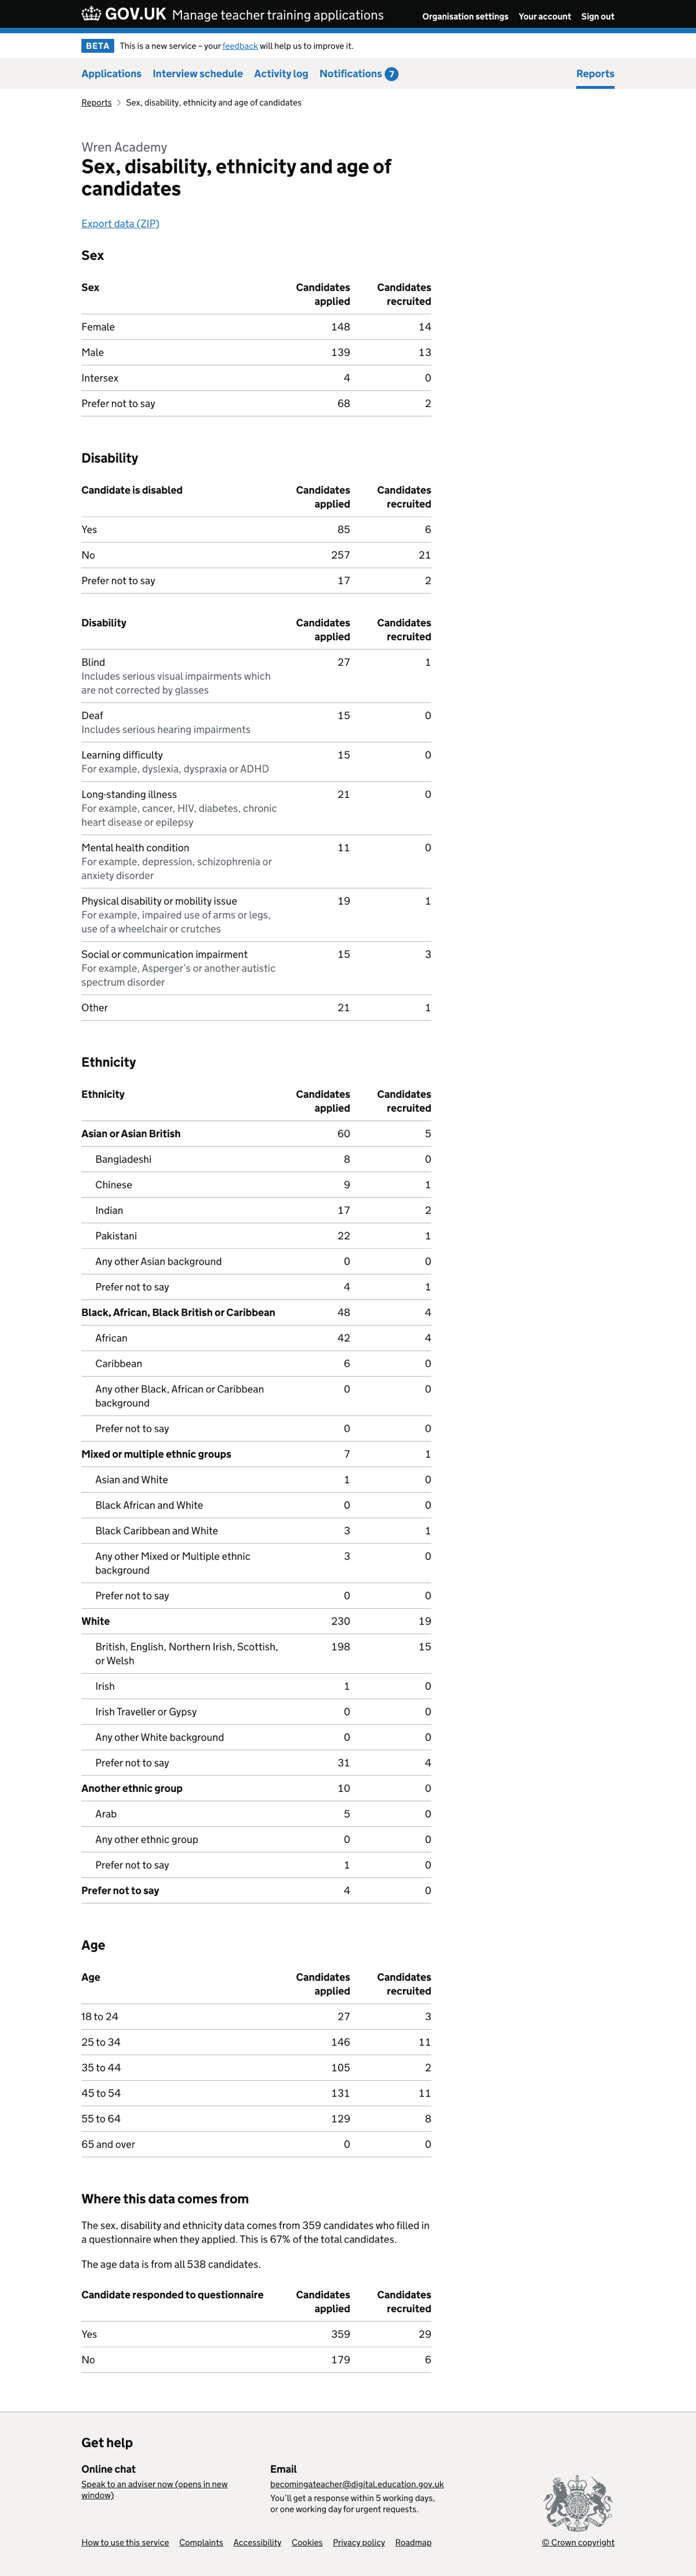 GOV.UK Manage teacher training applications
Organisation settings Your account Sign out
BETA This is a new service – your feedback will help us to improve it.
Applications Interview schedule Activity log Notifications 7 Reports
Reports Sex, disability, ethnicity and age of candidates
Wren Academy
Sex, disability, ethnicity and age of
candidates
Export data (ZIP)
Sex
Sex Candidates applied Candidates recruited
Female 148 14
Male 139 13
Intersex 4 0
Prefer not to say 68 2
Disability
Candidate is disabled Candidates applied Candidates recruited
Yes 85 6
No 257 21
Prefer not to say 17 2
Disability Candidates applied Candidates recruited
Blind 27 1
Includes serious visual impairments which
are not corrected by glasses
Deaf 15 0
Includes serious hearing impairments
Learning difficulty 15 0
For example, dyslexia, dyspraxia or ADHD
Long-standing illness 21 0
For example, cancer, HIV, diabetes, chronic
heart disease or epilepsy
Mental health condition 11 0
For example, depression, schizophrenia or
anxiety disorder
Physical disability or mobility issue 19 1
For example, impaired use of arms or legs,
use of a wheelchair or crutches
Social or communication impairment 15 3
For example, Asperger’s or another autistic
spectrum disorder
Other 21 1
Ethnicity
Ethnicity Candidates applied Candidates recruited
Asian or Asian British 60 5
Bangladeshi 8 0
Chinese 9 1
Indian 17 2
Pakistani 22 1
Any other Asian background 0 0
Prefer not to say 4 1
Black, African, Black British or Caribbean 48 4
African 42 4
Caribbean 6 0
Any other Black, African or Caribbean 0 0
background
Prefer not to say 0 0
Mixed or multiple ethnic groups 7 1
Asian and White 1 0
Black African and White 0 0
Black Caribbean and White 3 1
Any other Mixed or Multiple ethnic 3 0
background
Prefer not to say 0 0
White 230 19
British, English, Northern Irish, Scottish, 198 15
or Welsh
Irish 1 0
Irish Traveller or Gypsy 0 0
Any other White background 0 0
Prefer not to say 31 4
Another ethnic group 10 0
Arab 5 0
Any other ethnic group 0 0
Prefer not to say 1 0
Prefer not to say 4 0
Age
Age Candidates applied Candidates recruited
18 to 24 27 3
25 to 34 146 11
35 to 44 105 2
45 to 54 131 11
55 to 64 129 8
65 and over 0 0
Where this data comes from
The sex, disability and ethnicity data comes from 359 candidates who filled in
a questionnaire when they applied. This is 67% of the total candidates.
The age data is from all 538 candidates.
Candidate responded to questionnaire Candidates applied Candidates recruited
Yes 359 29
No 179 6
Get help
Online chat
Speak to an adviser now (opens in new
window)
Email
becomingateacher@digital.education.gov.uk
You’ll get a response within 5 working days,
or one working day for urgent requests.
How to use this service Complaints Accessibility Cookies Privacy policy Roadmap
© Crown copyright